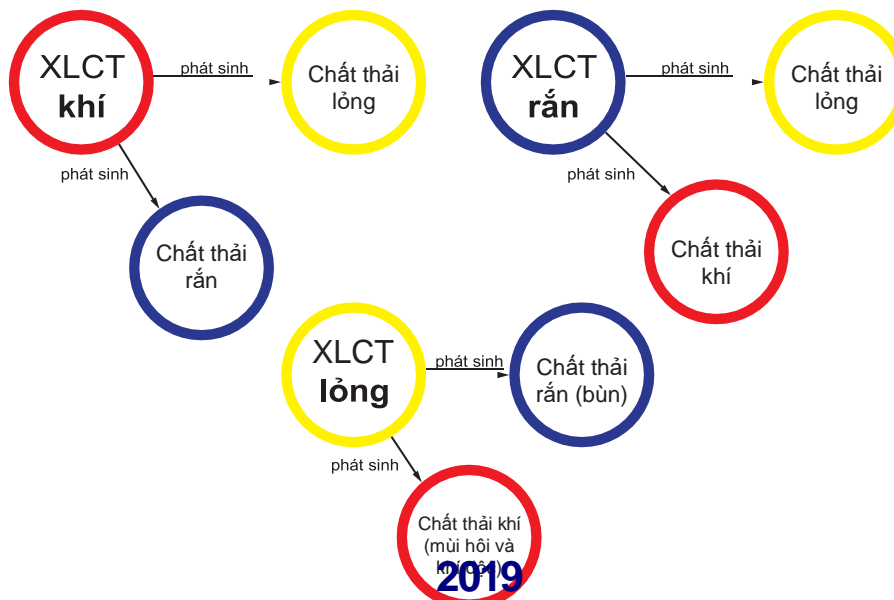 XLCT
khí
phát sinh
Chất thải
lỏng
phát sinh
Chất thải
rắn
XLCT
rắn
phát sinh
Chất thải
lỏng
phát sinh
Chất thải
khí
XLCT
lỏng
phát sinh
Chất thải
rắn (bùn)
phát sinh
Chất thải khí
(mùi hôi và
khí độc)
2019